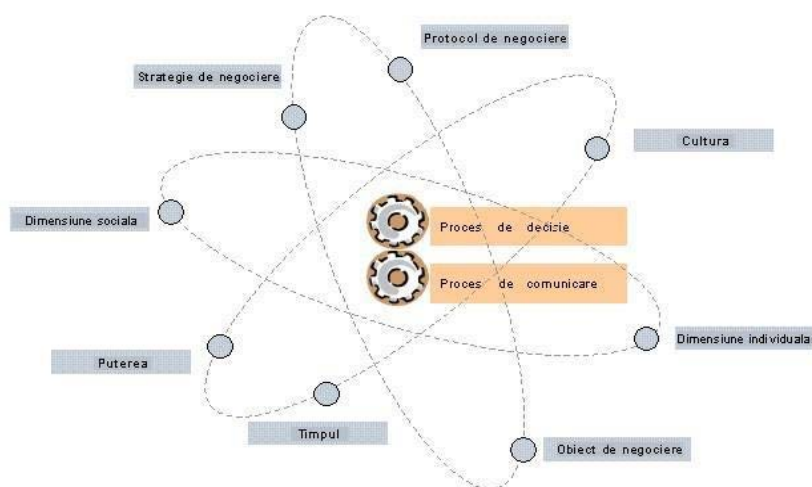 Protocol de negociere
Strategie de negociere
Cultura
Dimensiune sociala
Proces de decizie
Proces de comunicare
Dimensiune individuala
Puterea
Timpul
Obiect de negociere